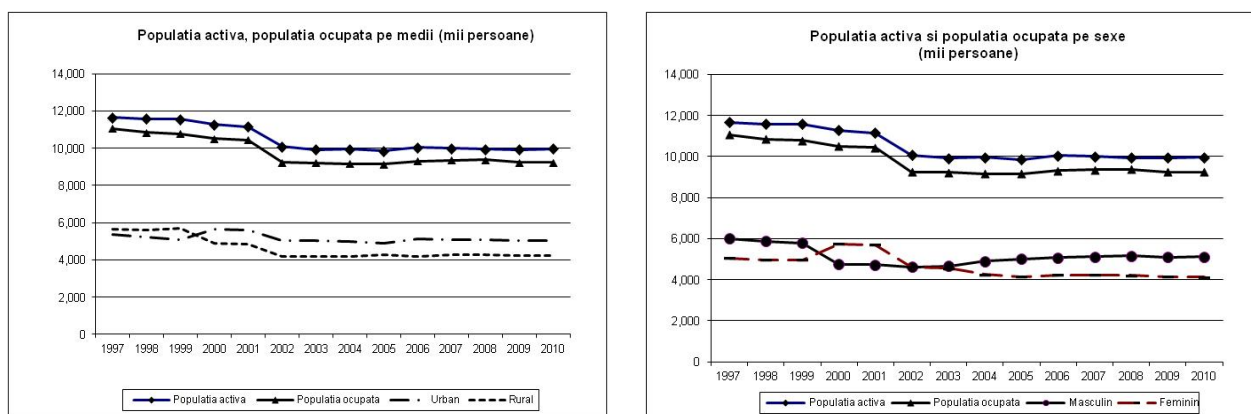 Populatia activa, populatia ocupata pe medii (mii persoane)
14,000
12,000
10,000
8,000
6,000
4,000
2,000
0
1997 1998 1999 2000 2001 2002 2003 2004 2005 2006 2007 2008 2009 2010
Populatia activa Populatia ocupata Urban Rural
Populatia activa si populatia ocupata pe sexe
(mii persoane)
14,000
12,000
10,000
8,000
6,000
4,000
2,000
0
1997 1998 1999 2000 2001 2002 2003 2004 2005 2006 2007 2008 2009 2010
Populatia activa Populatia ocupata Masculin Feminin